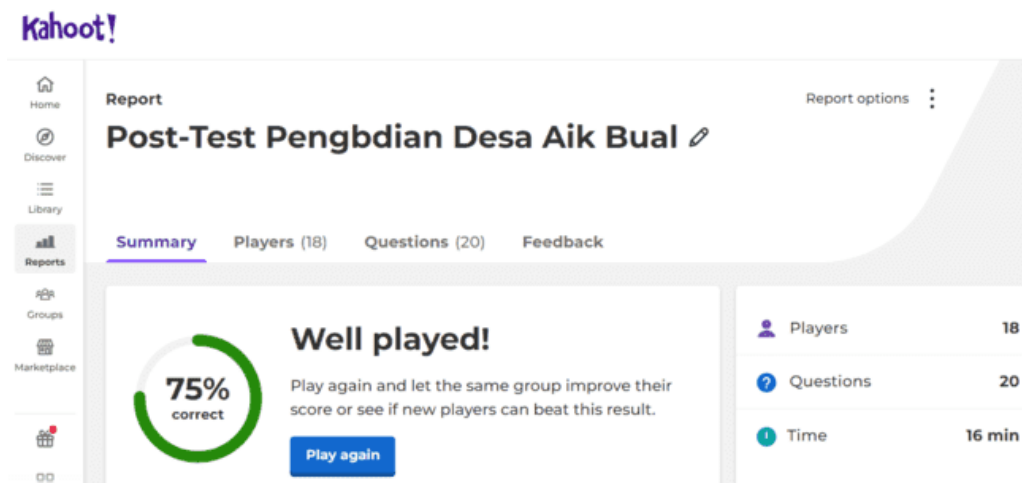 Kahoot!
Home
Discover
Library
Reports
Groups
Marketplace
Report
Report options
Post-Test Pengbdian Desa Aik Bual
Summary
Players (18)
Questions (20)
Feedback
75%
correct
Well played!
Play again and let the same group improve their
score or see if new players can beat this result.
Play again
Players 18
Questions 20
Time 16 min